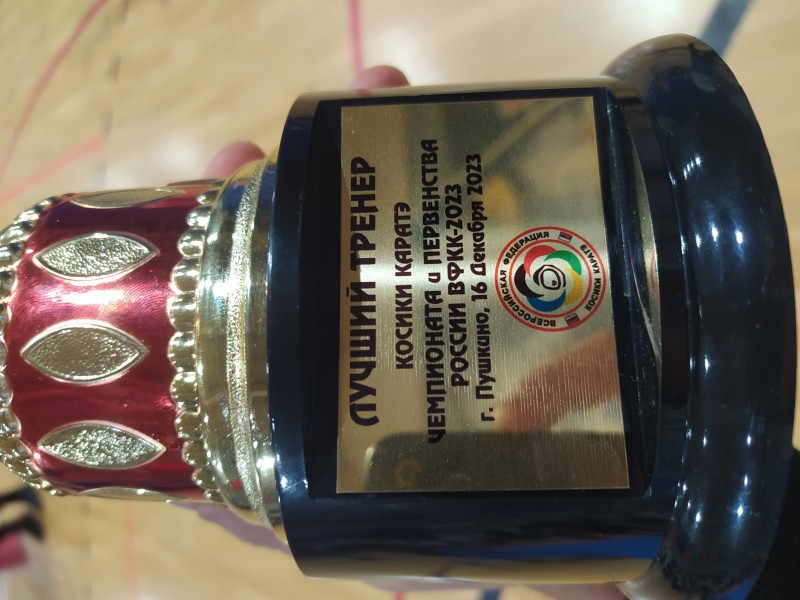 ЛУЧШИЙ ТРЕНЕР
КОСИКИ КАРАТЭ
ЧЕМПИОНАТА и ПЕРВЕНСТВА
РОССИИ ВФКК-2023
г. Пушкино, 16 Декабря 2023
ВСЕРОССИЙСКАЯ ФЕДЕРАЦИЯ
КОСИКИ КАРАТЭ